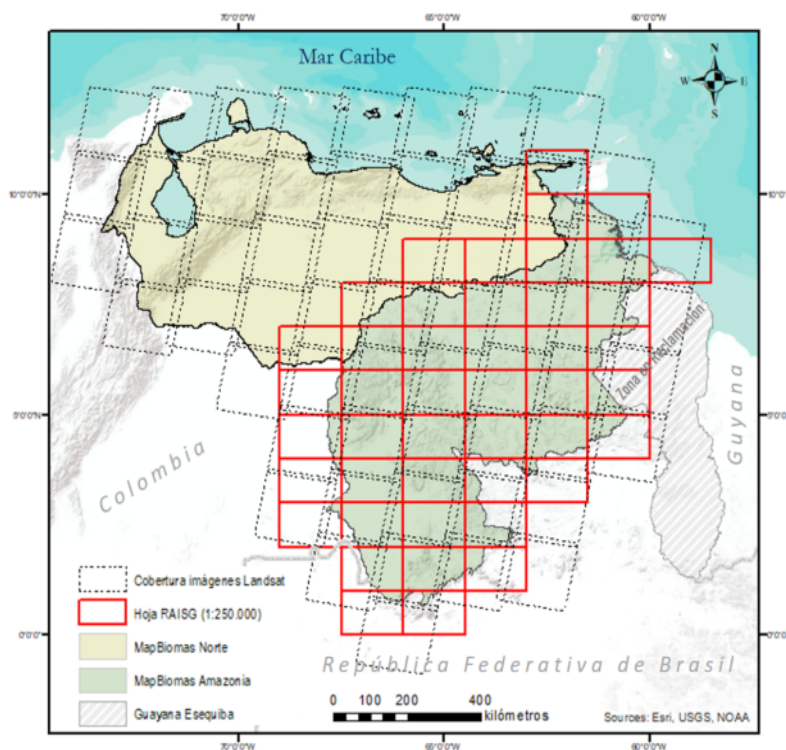 70°0'0"W 65°0'0"W 60°0'0"W
Mar Caribe
N
W E
S
10°0'0"N 10°0'0"N
Zona en Reclamación
Guyana
5°0'0"N 5°0'0"N
Colombia
Cobertura imágenes Landsat
Hoja RAISG (1:250.000)
MapBiomas Norte
0°0'0" 0°0'0"
MapBiomas Amazonía
República Federativa de Brasil
Guayana Esequiba
0 100 200 400
kilómetros
Sources: Esri, USGS, NOAA
70°0'0"W 65°0'0"W 60°0'0"W